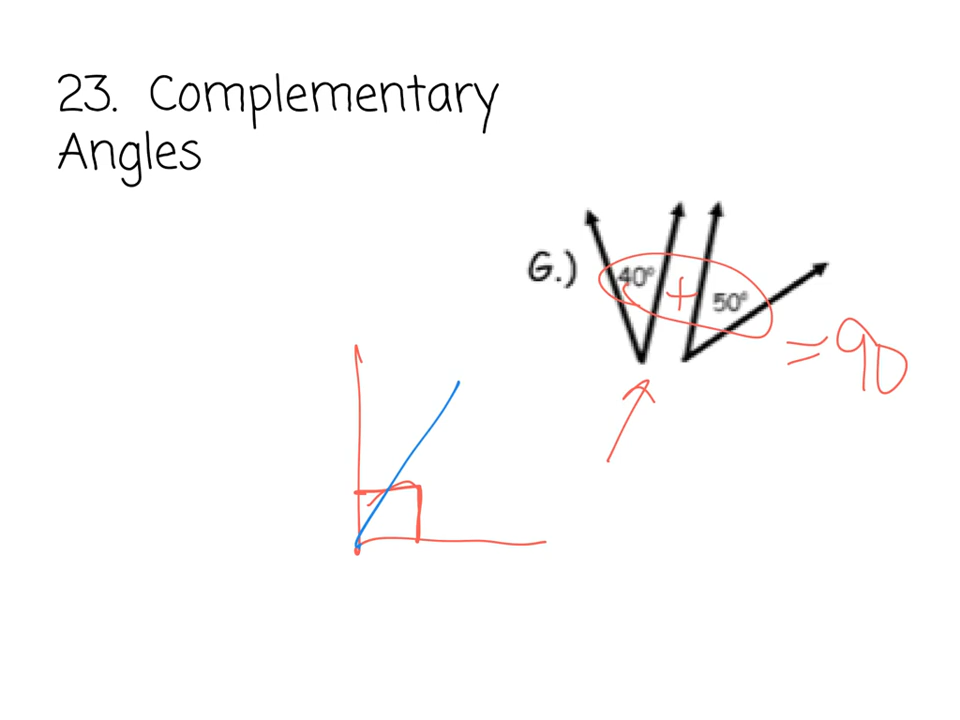 23. Complementary
Angles
G.)
40°
+
50°
= 90